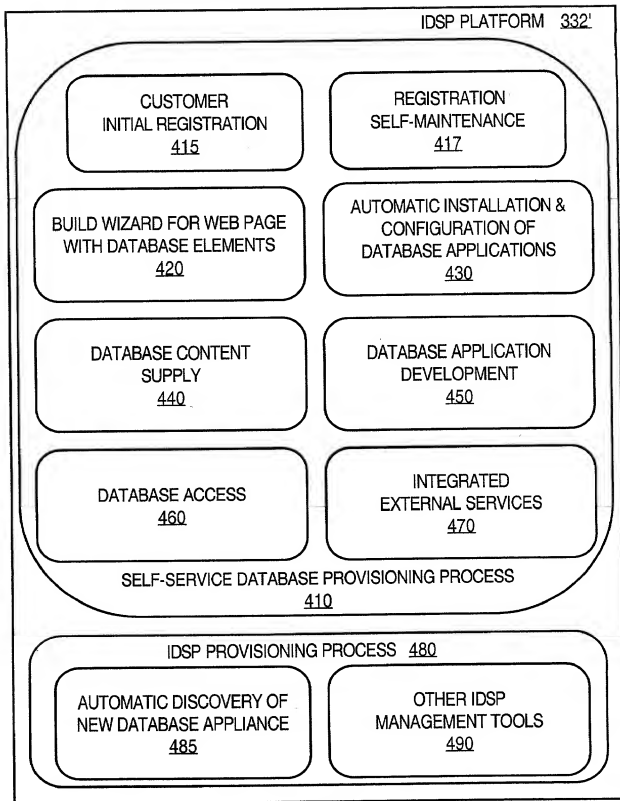 IDSP PLATFORM 332'
CUSTOMER
INITIAL REGISTRATION
415
REGISTRATION
SELF-MAINTENANCE
417
BUILD WIZARD FOR WEB PAGE
WITH DATABASE ELEMENTS
420
AUTOMATIC INSTALLATION &
CONFIGURATION OF
DATABASE APPLICATIONS
430
DATABASE CONTENT
SUPPLY
440
DATABASE APPLICATION
DEVELOPMENT
450
DATABASE ACCESS
460
INTEGRATED
EXTERNAL SERVICES
470
SELF-SERVICE DATABASE PROVISIONING PROCESS
410
IDSP PROVISIONING PROCESS 480
AUTOMATIC DISCOVERY OF
NEW DATABASE APPLIANCE
485
OTHER IDSP
MANAGEMENT TOOLS
490